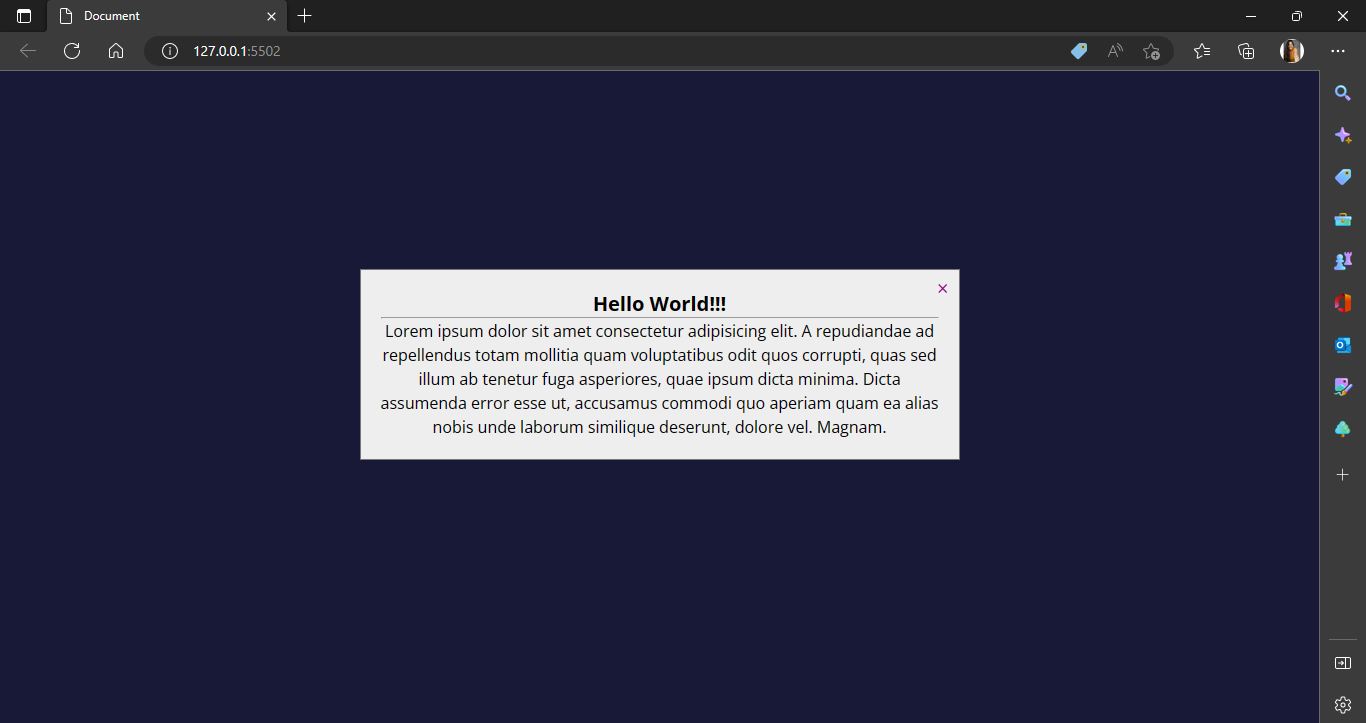 Document
127.0.0.1:5502
Hello World!!!
Lorem ipsum dolor sit amet consectetur adipisicing elit. A repudiandae ad
repellendus totam mollitia quam voluptatibus odit quos corrupti, quas sed
illum ab tenetur fuga asperiores, quae ipsum dicta minima. Dicta
assumenda error esse ut, accusamus commodi quo aperiam quam ea alias
nobis unde laborum similique deserunt, dolore vel. Magnam.